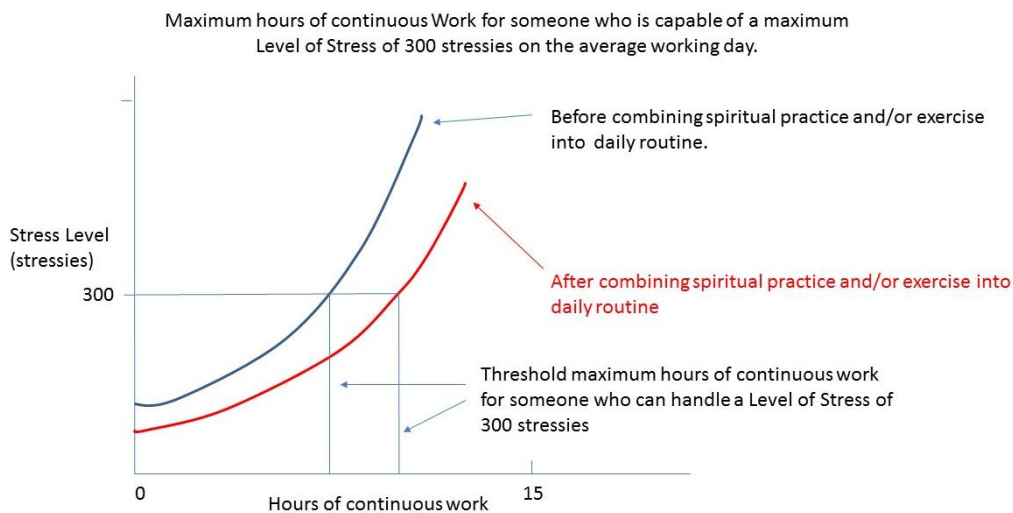 Maximum hours of continuous Work for someone who is capable of a maximum
Level of Stress of 300 stressies on the average working day.
Before combining spiritual practice and/or exercise
into daily routine.
Stress Level
(stressies)
300
After combining spiritual practice and/or exercise into
daily routine
Threshold maximum hours of continuous work
for someone who can handle a Level of Stress of
300 stressies
0
15
Hours of continuous work